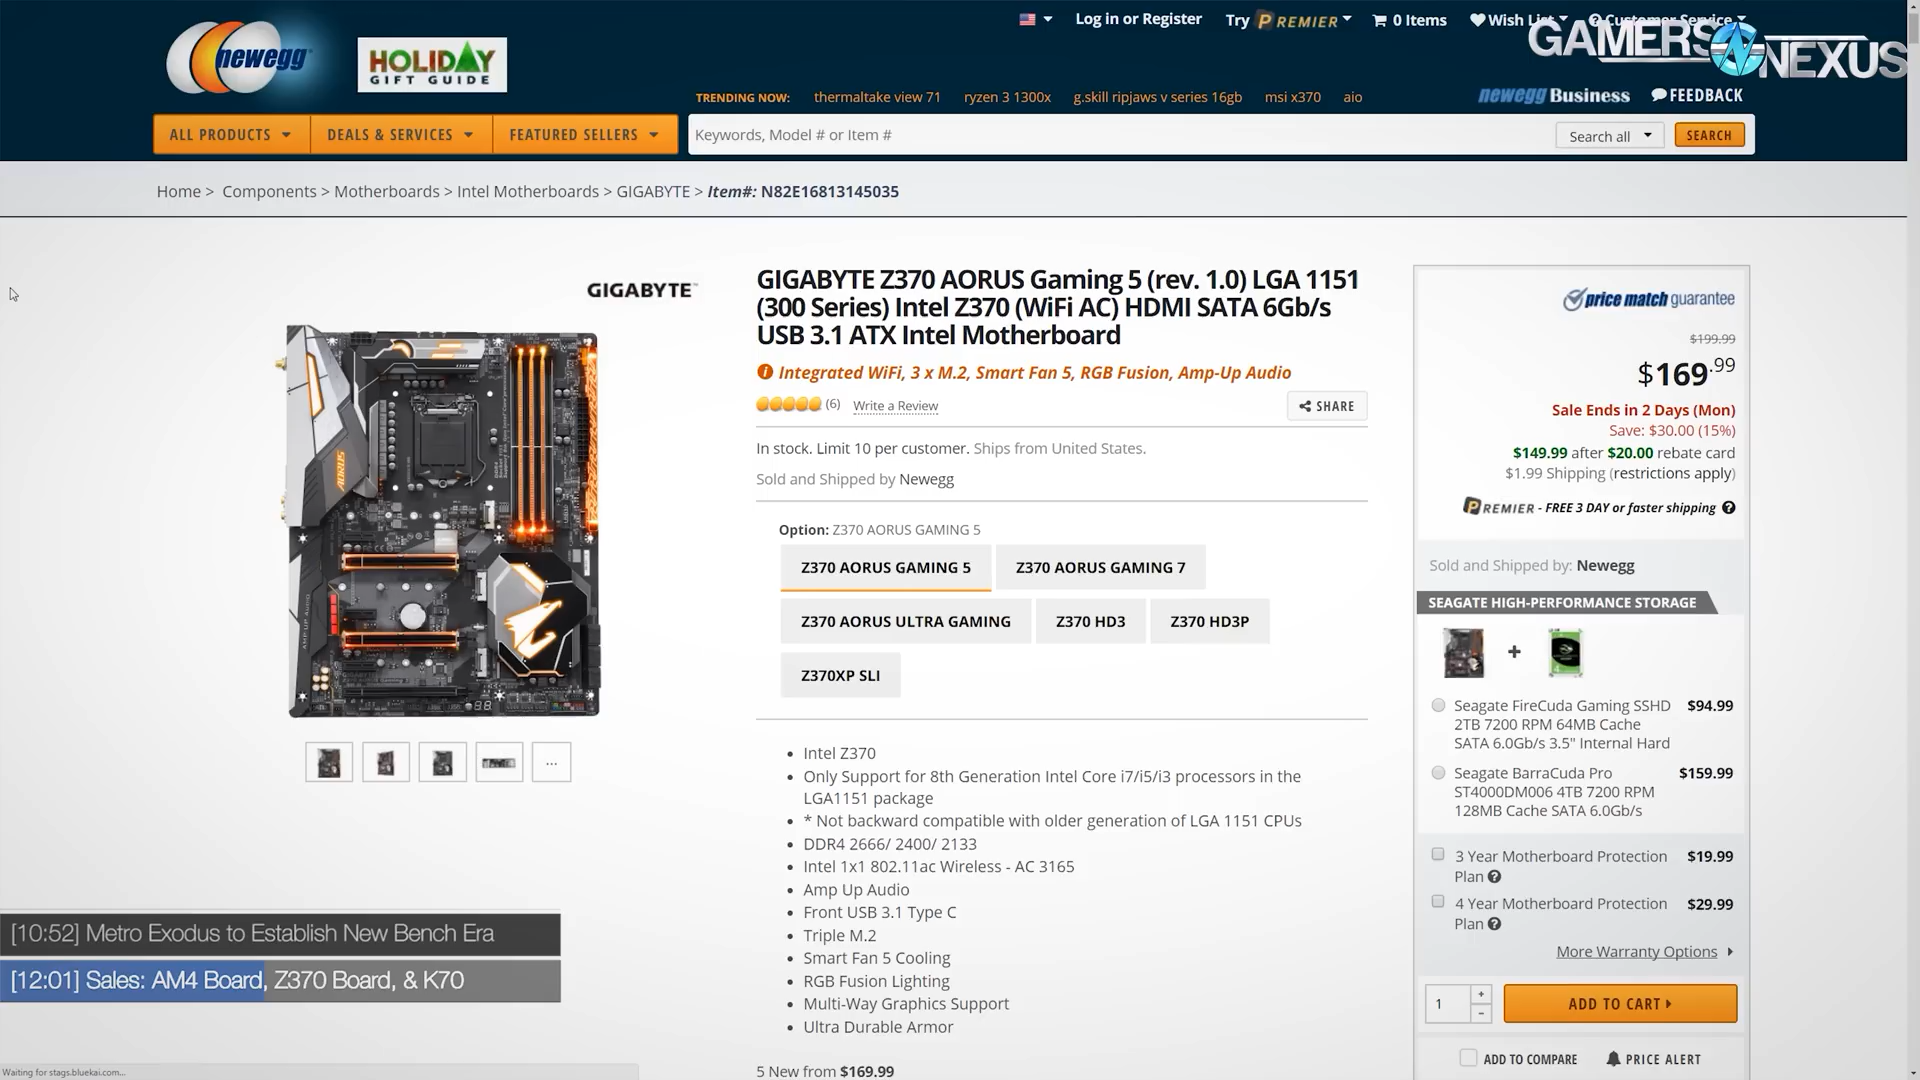 Log in or Register
Try PREMIER
0 Items
Wish List
Customer Service
GAMERS NEXUS
newegg
HOLIDAY
GIFT GUIDE
TRENDING NOW: thermaltake view 71 ryzen 3 1300x g.skill ripjaws v series 16gb msi x370 aio
newegg Business
FEEDBACK
ALL PRODUCTS
DEALS & SERVICES
FEATURED SELLERS
Keywords, Model # or Item #
Search all
SEARCH
Home > Components > Motherboards > Intel Motherboards > GIGABYTE > Item#: N82E16813145035
GIGABYTE™
AORUS
AMP UP AUDIO
...
GIGABYTE Z370 AORUS Gaming 5 (rev. 1.0) LGA 1151
(300 Series) Intel Z370 (WiFi AC) HDMI SATA 6Gb/s
USB 3.1 ATX Intel Motherboard
Integrated WiFi, 3 x M.2, Smart Fan 5, RGB Fusion, Amp-Up Audio
(6) Write a Review
SHARE
In stock. Limit 10 per customer. Ships from United States.
Sold and Shipped by Newegg
Option: Z370 AORUS GAMING 5
Z370 AORUS GAMING 5
Z370 AORUS GAMING 7
Z370 AORUS ULTRA GAMING
Z370 HD3
Z370 HD3P
Z370XP SLI
Intel Z370
Only Support for 8th Generation Intel Core i7/i5/i3 processors in the
LGA1151 package
* Not backward compatible with older generation of LGA 1151 CPUs
DDR4 2666/ 2400/ 2133
Intel 1x1 802.11ac Wireless - AC 3165
Amp Up Audio
Front USB 3.1 Type C
Triple M.2
Smart Fan 5 Cooling
RGB Fusion Lighting
Multi-Way Graphics Support
Ultra Durable Armor
5 New from $169.99
price match guarantee
$199.99
$169.99
Sale Ends in 2 Days (Mon)
Save: $30.00 (15%)
$149.99 after $20.00 rebate card
$1.99 Shipping (restrictions apply)
PREMIER - FREE 3 DAY or faster shipping ?
Sold and Shipped by: Newegg
SEAGATE HIGH-PERFORMANCE STORAGE
+
Seagate FireCuda Gaming SSHD $94.99
2TB 7200 RPM 64MB Cache
SATA 6.0Gb/s 3.5" Internal Hard
Seagate BarraCuda Pro $159.99
ST4000DM006 4TB 7200 RPM
128MB Cache SATA 6.0Gb/s
3 Year Motherboard Protection $19.99
Plan ?
4 Year Motherboard Protection $29.99
Plan ?
More Warranty Options
1
+
-
ADD TO CART
ADD TO COMPARE
PRICE ALERT
[10:52] Metro Exodus to Establish New Bench Era
[12:01] Sales: AM4 Board, Z370 Board, & K70
Waiting for stags.bluekai.com...